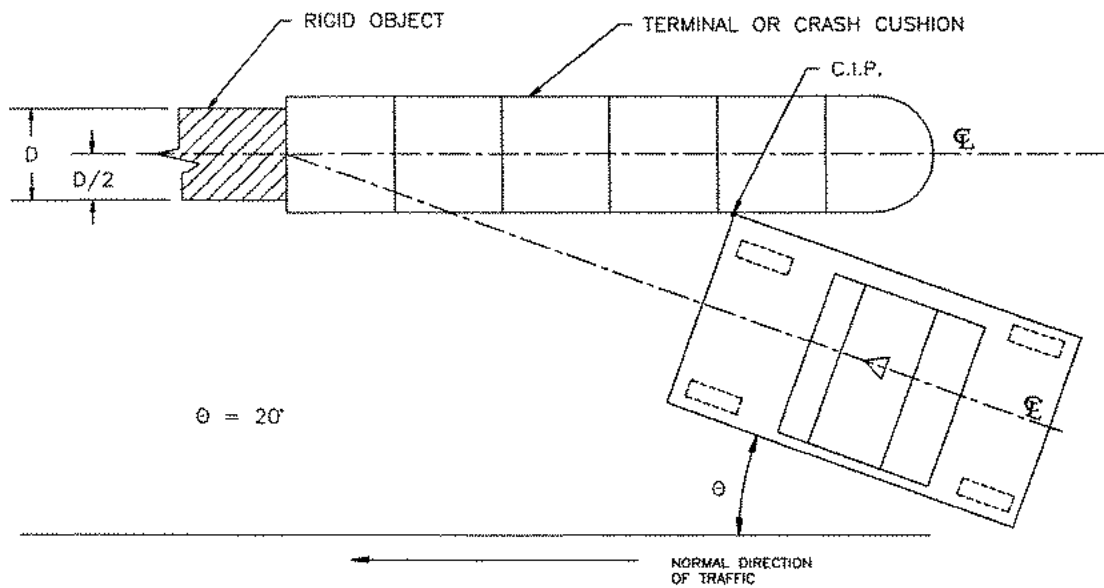 RIGID OBJECT
TERMINAL OR CRASH CUSHION
C.I.P.
D
D/2
℄
℄
Θ = 20°
Θ
NORMAL DIRECTION
OF TRAFFIC